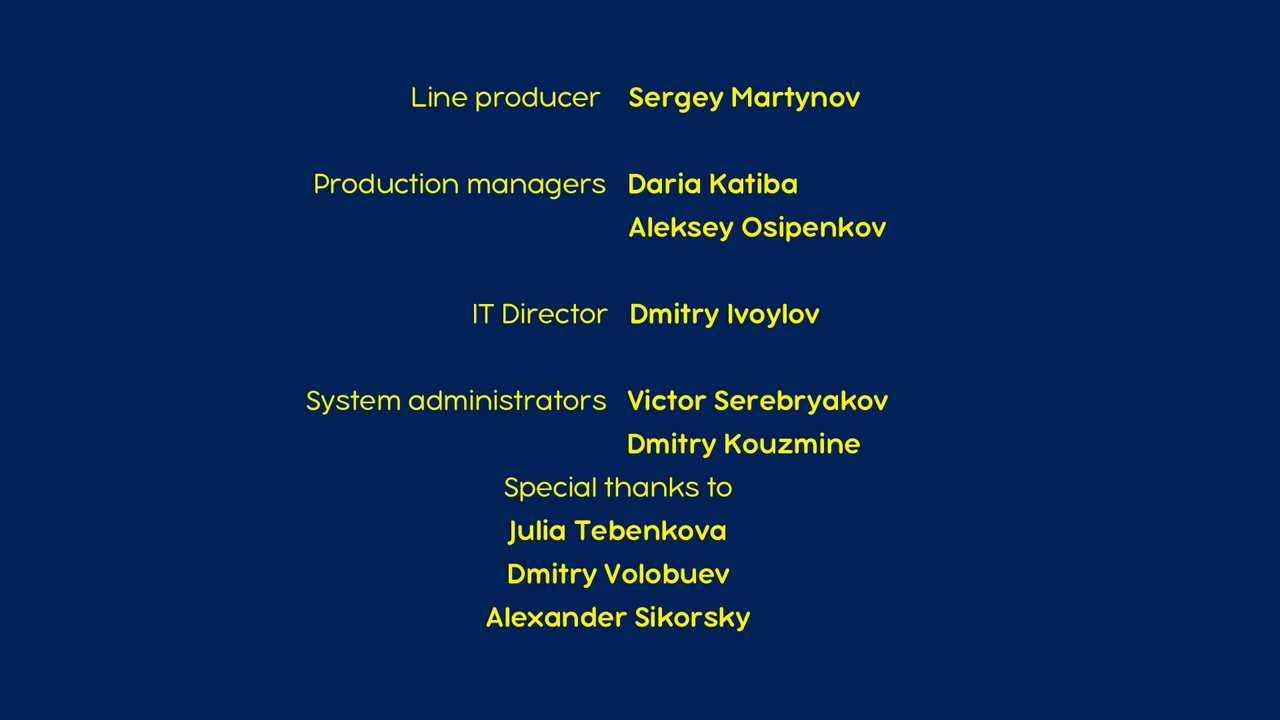 Line producer Sergey Martynov
Production managers Daria Katiba
Aleksey Osipenkov
IT Director Dmitry Ivoylov
System administrators Victor Serebryakov
Dmitry Kouzmine
Special thanks to
Julia Tebenkova
Dmitry Volobuev
Alexander Sikorsky